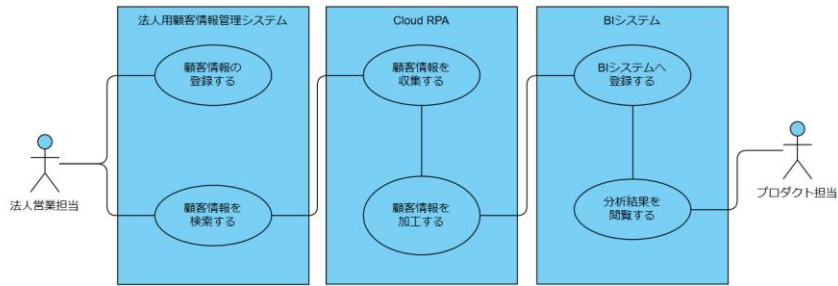 法人用顧客情報管理システム
Cloud RPA
BIシステム
顧客情報の
登録する
顧客情報を
収集する
BIシステムへ
登録する
法人営業担当
顧客情報を
検索する
顧客情報を
加工する
分析結果を
閲覧する
プロダクト担当